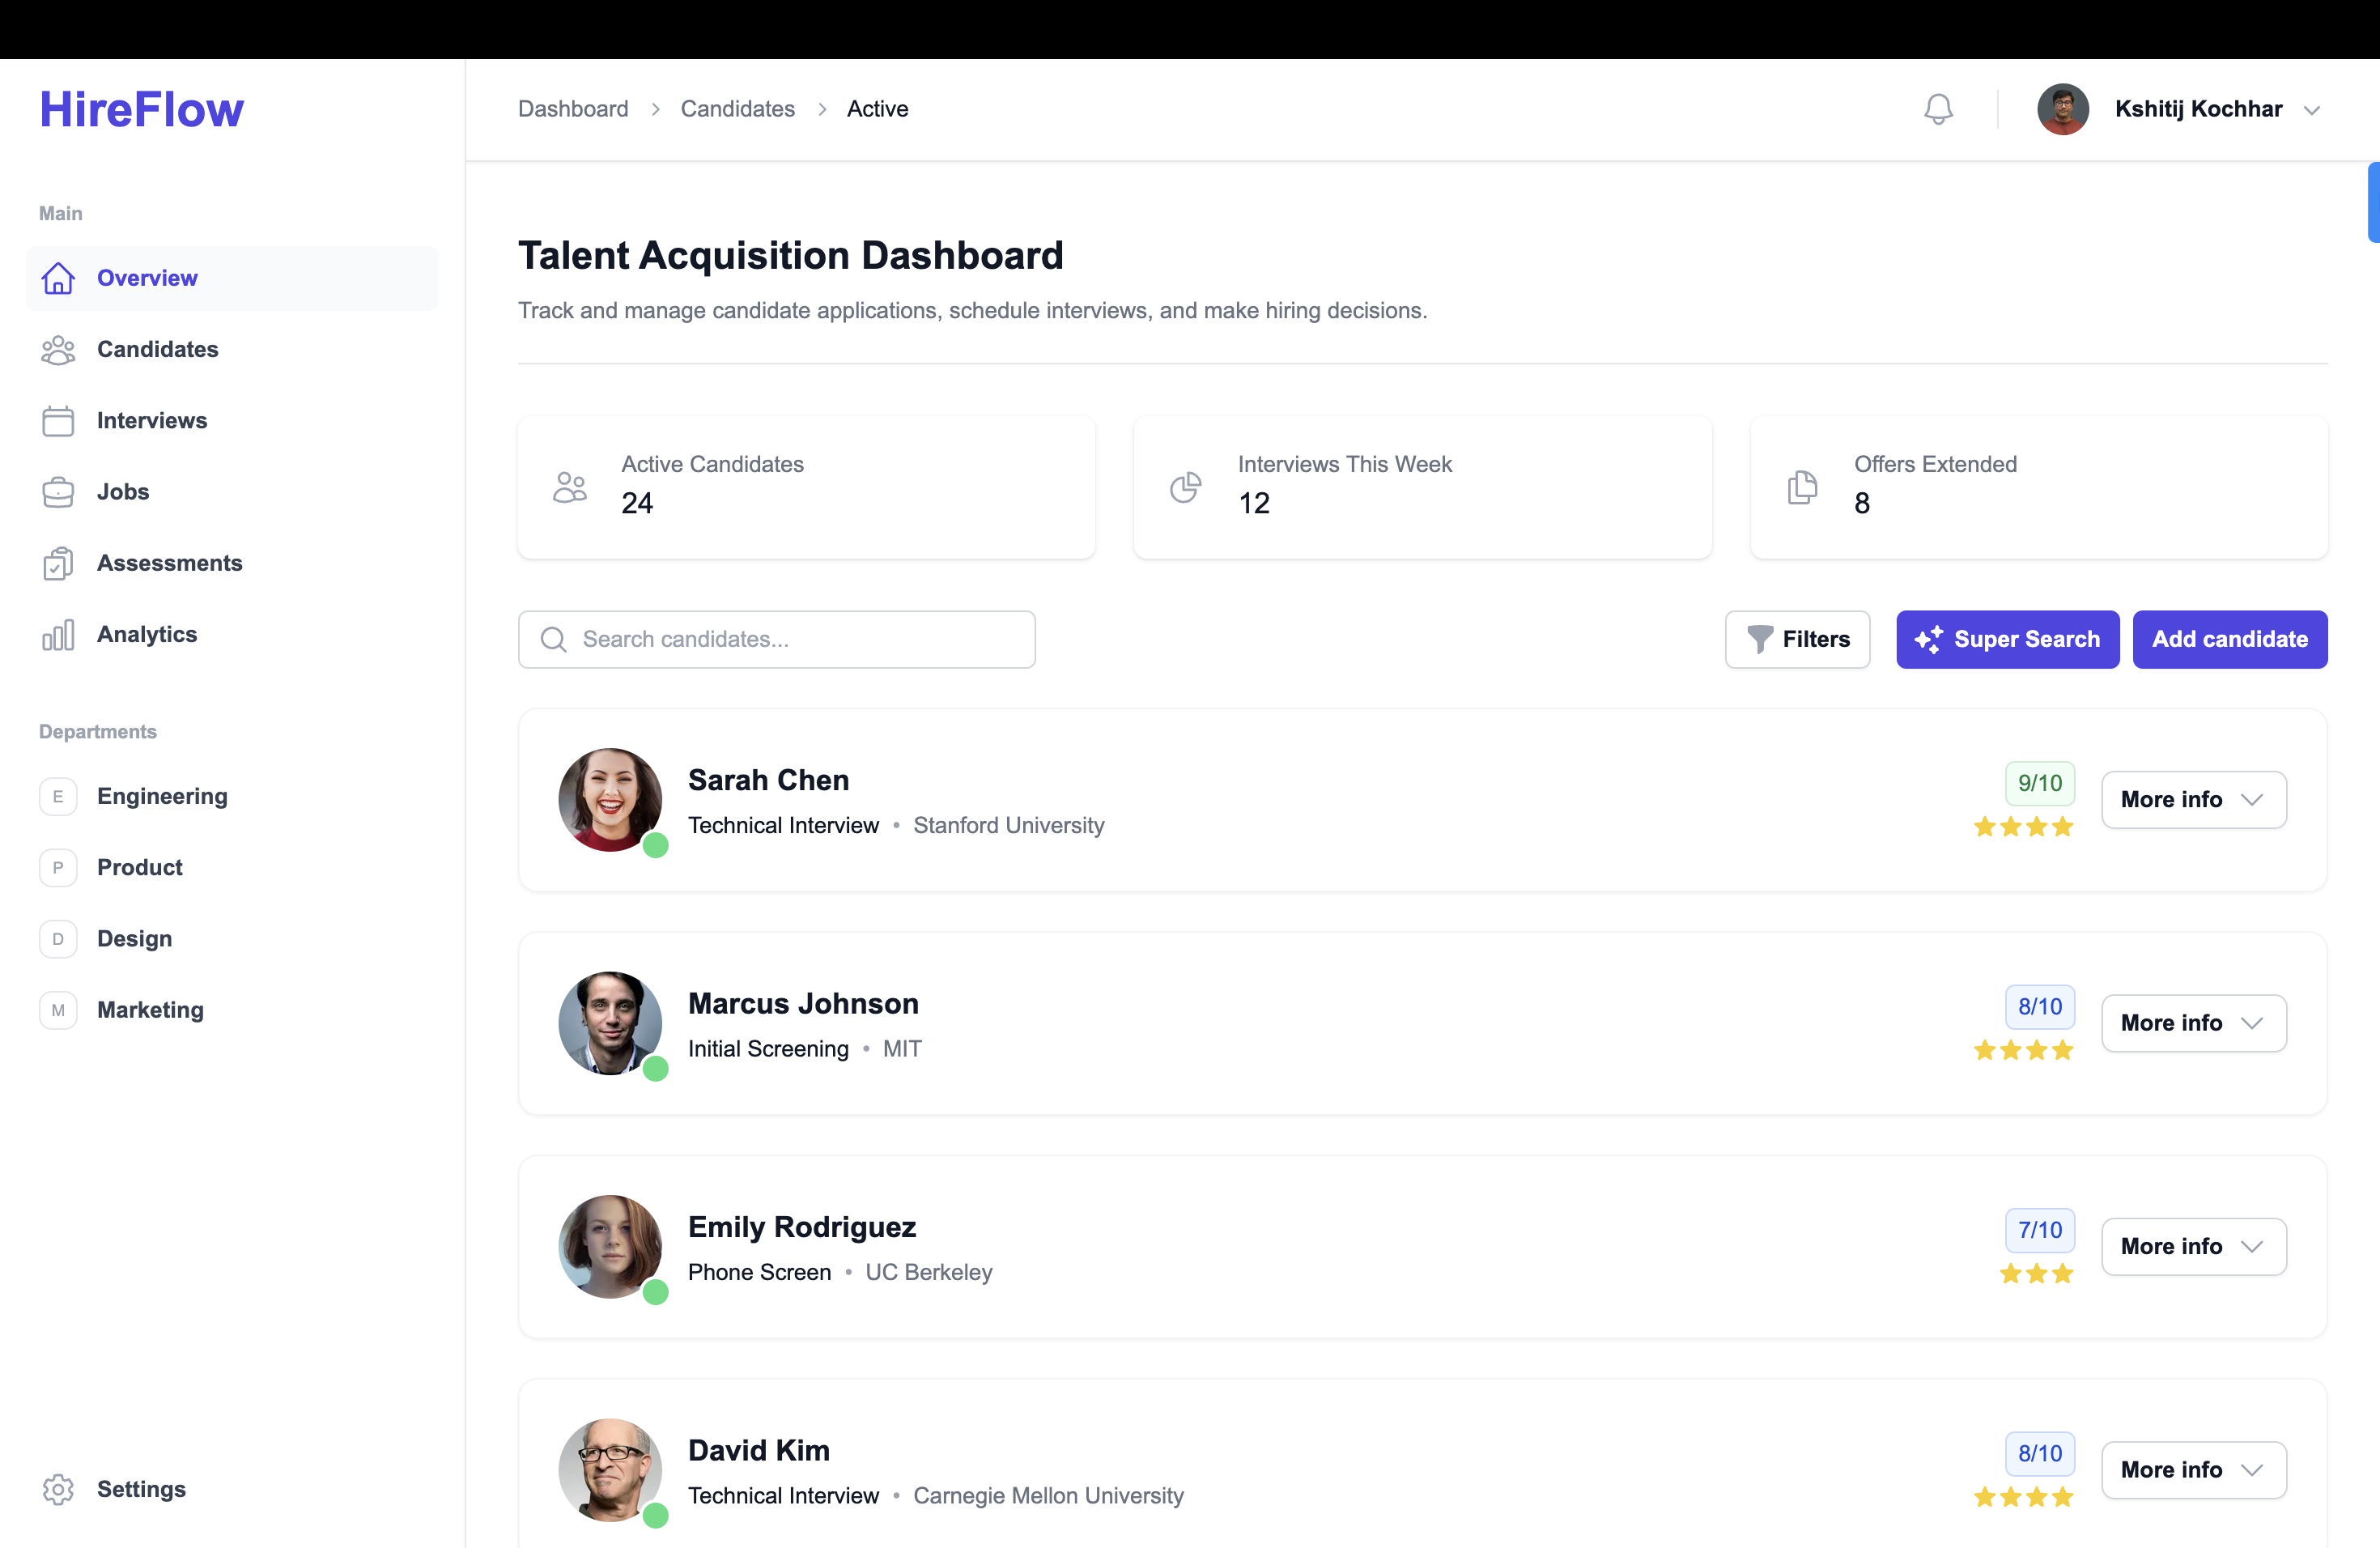 HireFlow
Dashboard > Candidates > Active
Kshitij Kochhar
Main
Overview
Candidates
Interviews
Jobs
Assessments
Analytics
Departments
E Engineering
P Product
D Design
M Marketing
Settings
Talent Acquisition Dashboard
Track and manage candidate applications, schedule interviews, and make hiring decisions.
Active Candidates
24
Interviews This Week
12
Offers Extended
8
Search candidates...
Filters
Super Search
Add candidate
Sarah Chen
Technical Interview • Stanford University
9/10
More info
Marcus Johnson
Initial Screening • MIT
8/10
More info
Emily Rodriguez
Phone Screen • UC Berkeley
7/10
More info
David Kim
Technical Interview • Carnegie Mellon University
8/10
More info